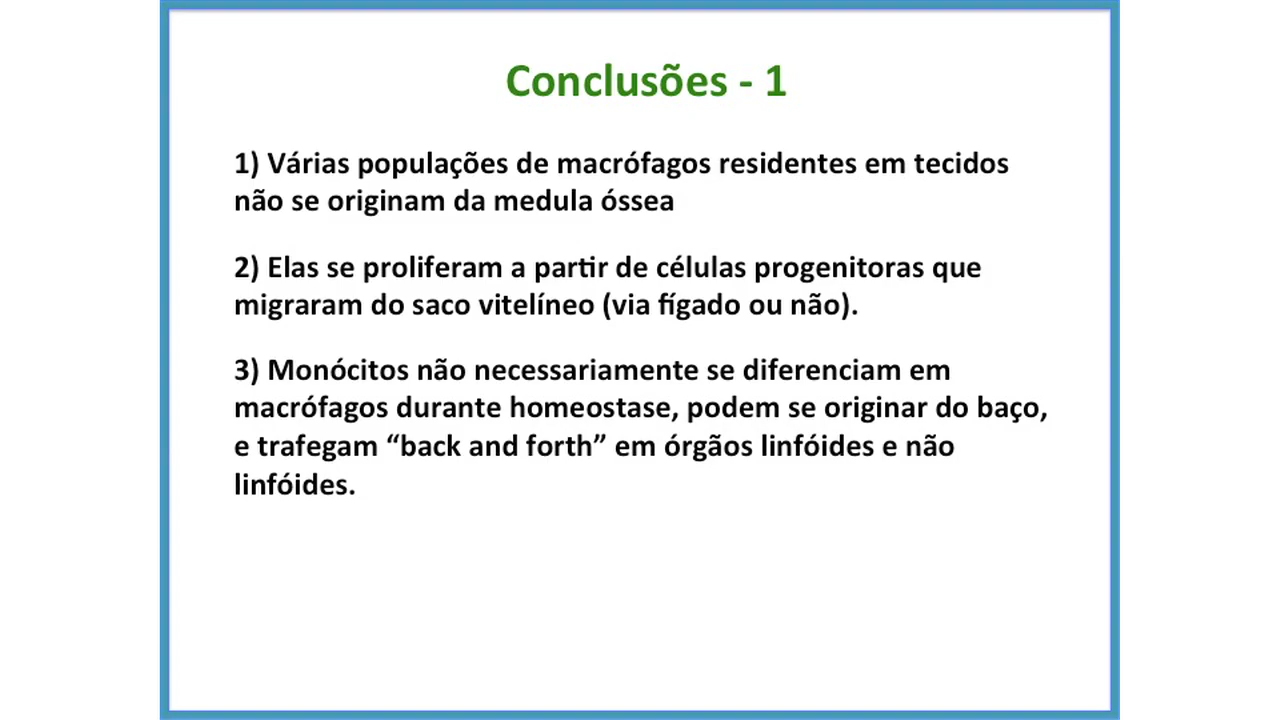 Conclusões - 1
1) Várias populações de macrófagos residentes em tecidos
não se originam da medula óssea
2) Elas se proliferam a partir de células progenitoras que
migraram do saco vitelíneo (via fígado ou não).
3) Monócitos não necessariamente se diferenciam em
macrófagos durante homeostase, podem se originar do baço,
e trafegam “back and forth” em órgãos linfóides e não
linfóides.